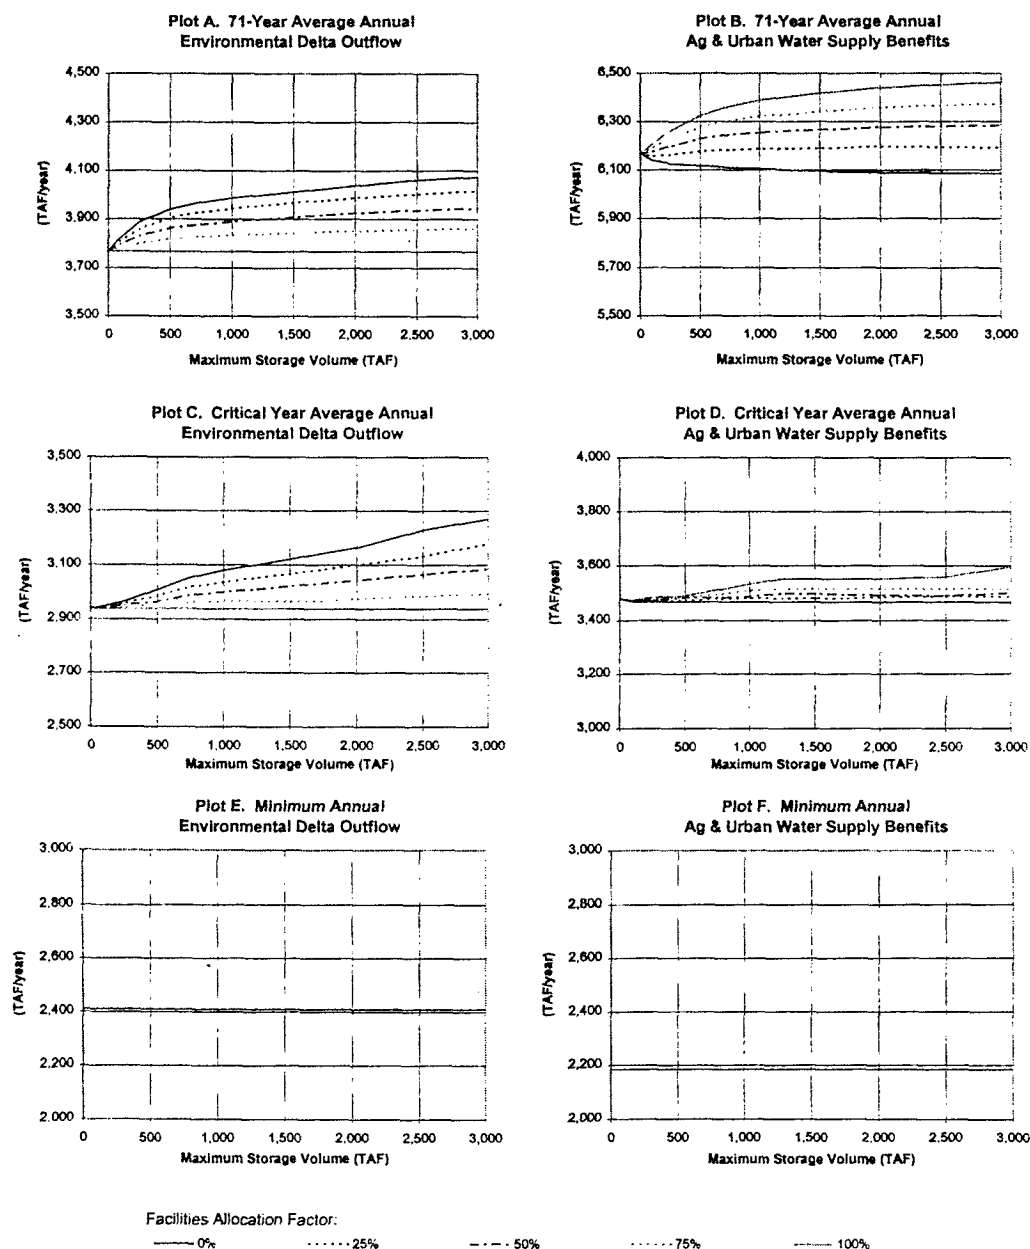 Plot A. 71-Year Average Annual
Environmental Delta Outflow
4,500
4,300
4,100
3,900
3,700
3,500
(TAF/year)
0 500 1,000 1,500 2,000 2,500 3,000
Maximum Storage Volume (TAF)
Plot B. 71-Year Average Annual
Ag & Urban Water Supply Benefits
6,500
6,300
6,100
5,900
5,700
5,500
(TAF/year)
0 500 1,000 1,500 2,000 2,500 3,000
Maximum Storage Volume (TAF)
Plot C. Critical Year Average Annual
Environmental Delta Outflow
3,500
3,300
3,100
2,900
2,700
2,500
(TAF/year)
0 500 1,000 1,500 2,000 2,500 3,000
Maximum Storage Volume (TAF)
Plot D. Critical Year Average Annual
Ag & Urban Water Supply Benefits
4,000
3,800
3,600
3,400
3,200
3,000
(TAF/year)
0 500 1,000 1,500 2,000 2,500 3,000
Maximum Storage Volume (TAF)
Plot E. Minimum Annual
Environmental Delta Outflow
3,000
2,800
2,600
2,400
2,200
2,000
(TAF/year)
0 500 1,000 1,500 2,000 2,500 3,000
Maximum Storage Volume (TAF)
Plot F. Minimum Annual
Ag & Urban Water Supply Benefits
3,000
2,800
2,600
2,400
2,200
2,000
(TAF/year)
0 500 1,000 1,500 2,000 2,500 3,000
Maximum Storage Volume (TAF)
Facilities Allocation Factor:
0% 25% 50% 75% 100%